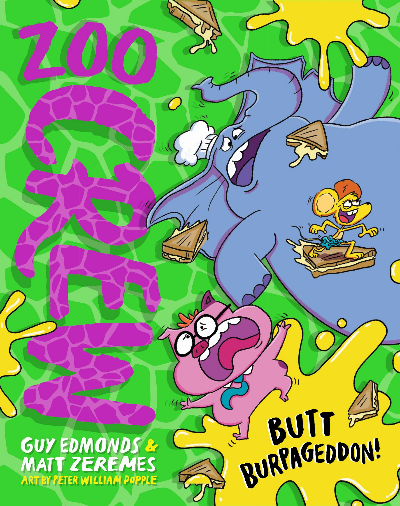 ZOO
CREW
GUY EDMONDS &
MATT ZEREMES
ART BY PETER WILLIAM POPPLE
BUTT
BURPAGEDDON!